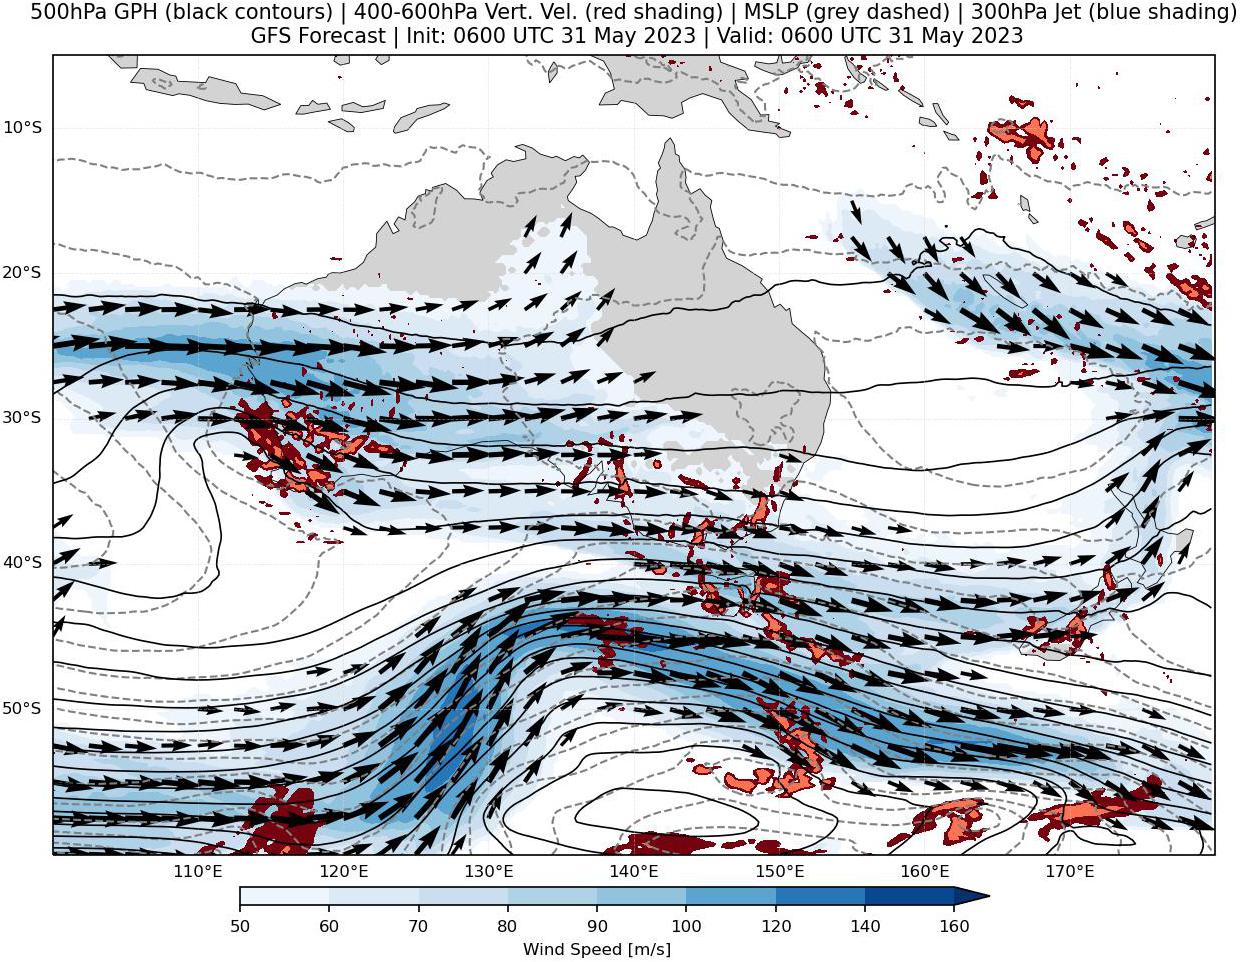 500hPa GPH (black contours) | 400-600hPa Vert. Vel. (red shading) | MSLP (grey dashed) | 300hPa Jet (blue shading)
GFS Forecast | Init: 0600 UTC 31 May 2023 | Valid: 0600 UTC 31 May 2023
10°S
20°S
30°S
40°S
50°S
110°E 120°E 130°E 140°E 150°E 160°E 170°E
50 60 70 80 90 100 120 140 160
Wind Speed [m/s]